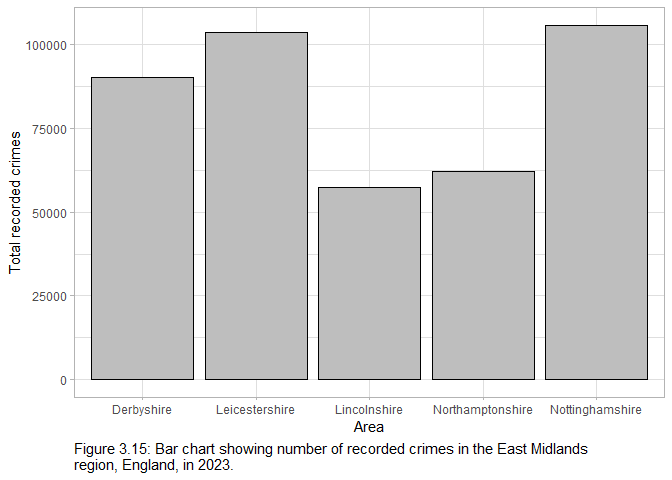 100000
75000
50000
25000
0
Total recorded crimes
Derbyshire
Leicestershire
Lincolnshire
Northamptonshire
Nottinghamshire
Area
Figure 3.15: Bar chart showing number of recorded crimes in the East Midlands
region, England, in 2023.